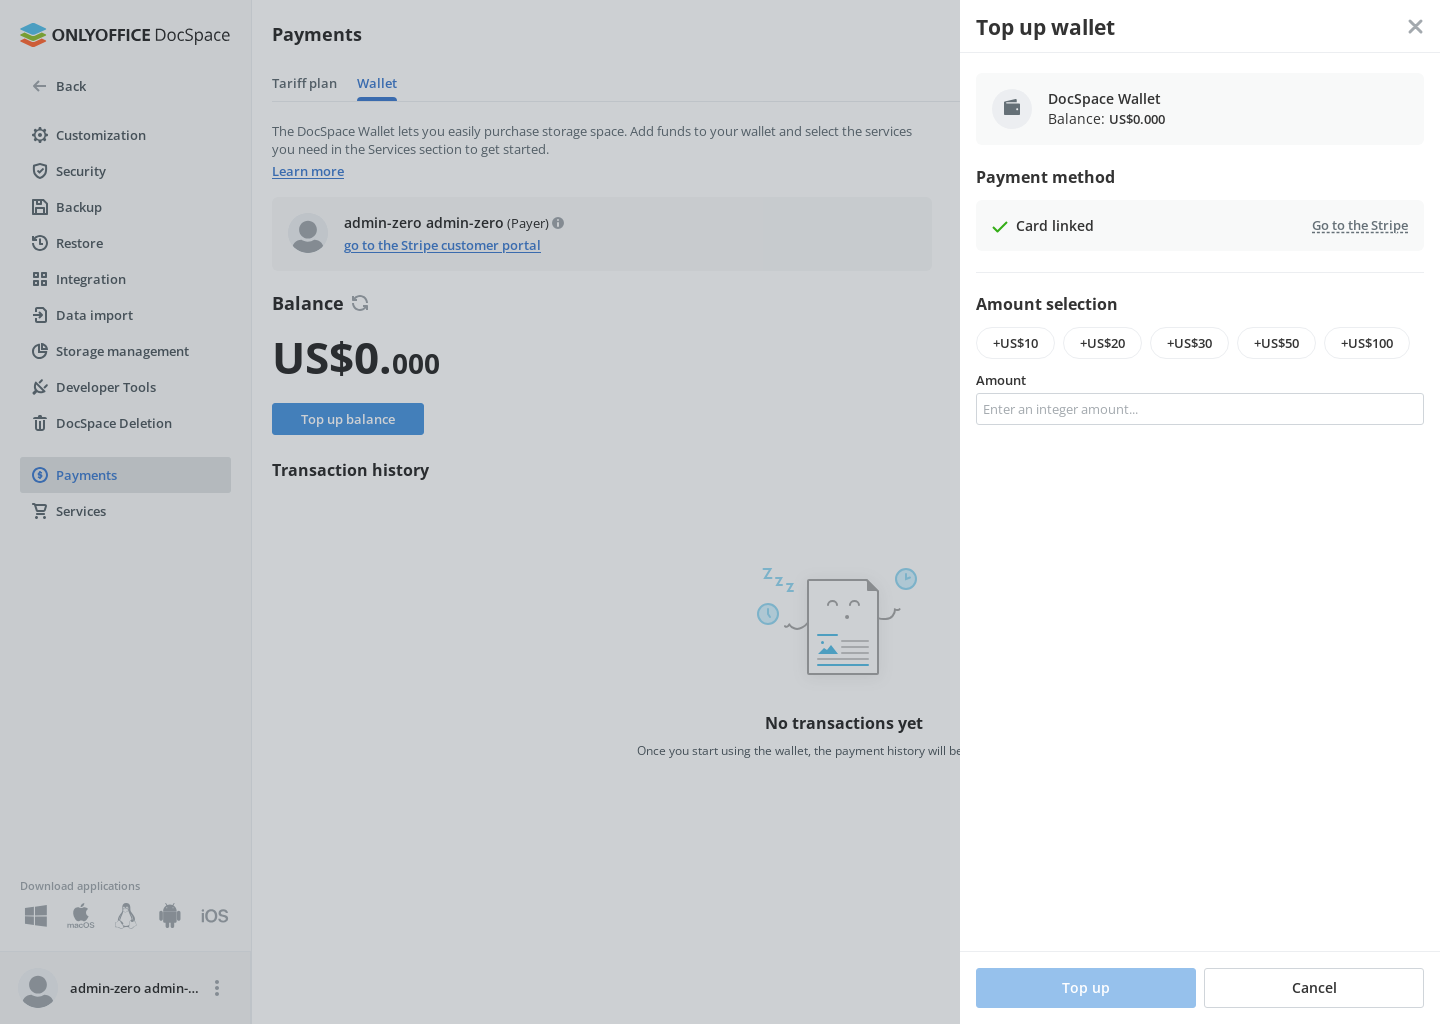 ONLYOFFICE DocSpace
Back
Customization
Security
Backup
Restore
Integration
Data import
Storage management
Developer Tools
DocSpace Deletion
Payments
Services
Download applications
macOS
iOS
admin-zero admin-...
Payments
Tariff plan
Wallet
The DocSpace Wallet lets you easily purchase storage space. Add funds to your wallet and select the services
you need in the Services section to get started.
Learn more
admin-zero admin-zero (Payer)
go to the Stripe customer portal
Balance
US$0.000
Top up balance
Transaction history
Z z z
No transactions yet
Once you start using the wallet, the payment history will be
Top up wallet
DocSpace Wallet
Balance: US$0.000
Payment method
Card linked
Go to the Stripe
Amount selection
+US$10
+US$20
+US$30
+US$50
+US$100
Amount
Enter an integer amount...
Top up
Cancel